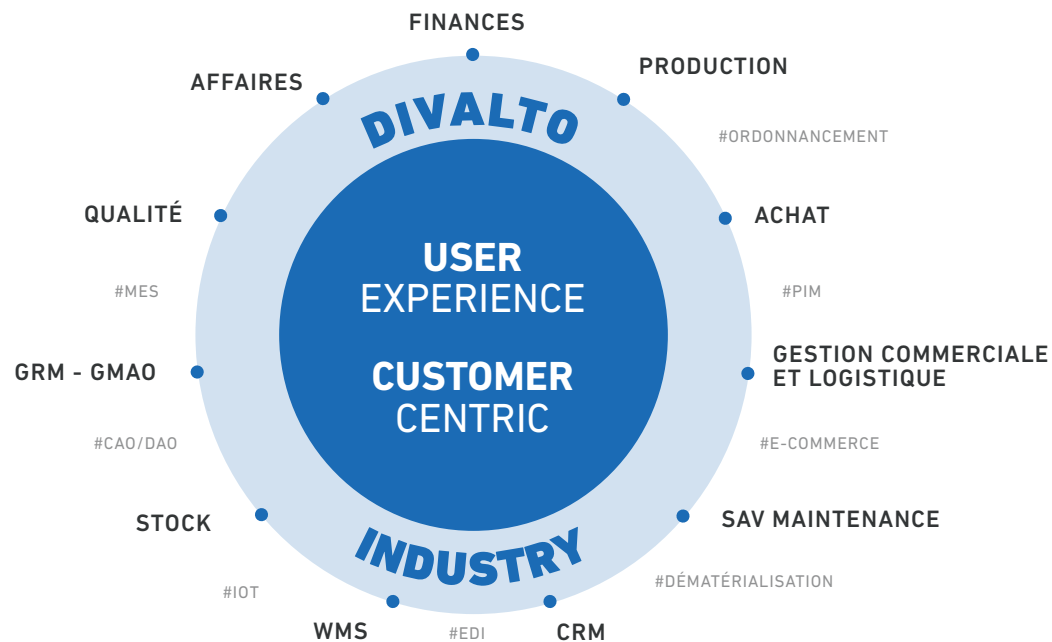 FINANCES
AFFAIRES
PRODUCTION
DIVALTO
#ORDONNANCEMENT
QUALITÉ
ACHAT
USER
EXPERIENCE
#MES
#PIM
GRM - GMAO
GESTION COMMERCIALE
ET LOGISTIQUE
CUSTOMER
CENTRIC
#CAO/DAO
#E-COMMERCE
STOCK
SAV MAINTENANCE
INDUSTRY
#DÉMATÉRIALISATION
#IOT
WMS
#EDI
CRM